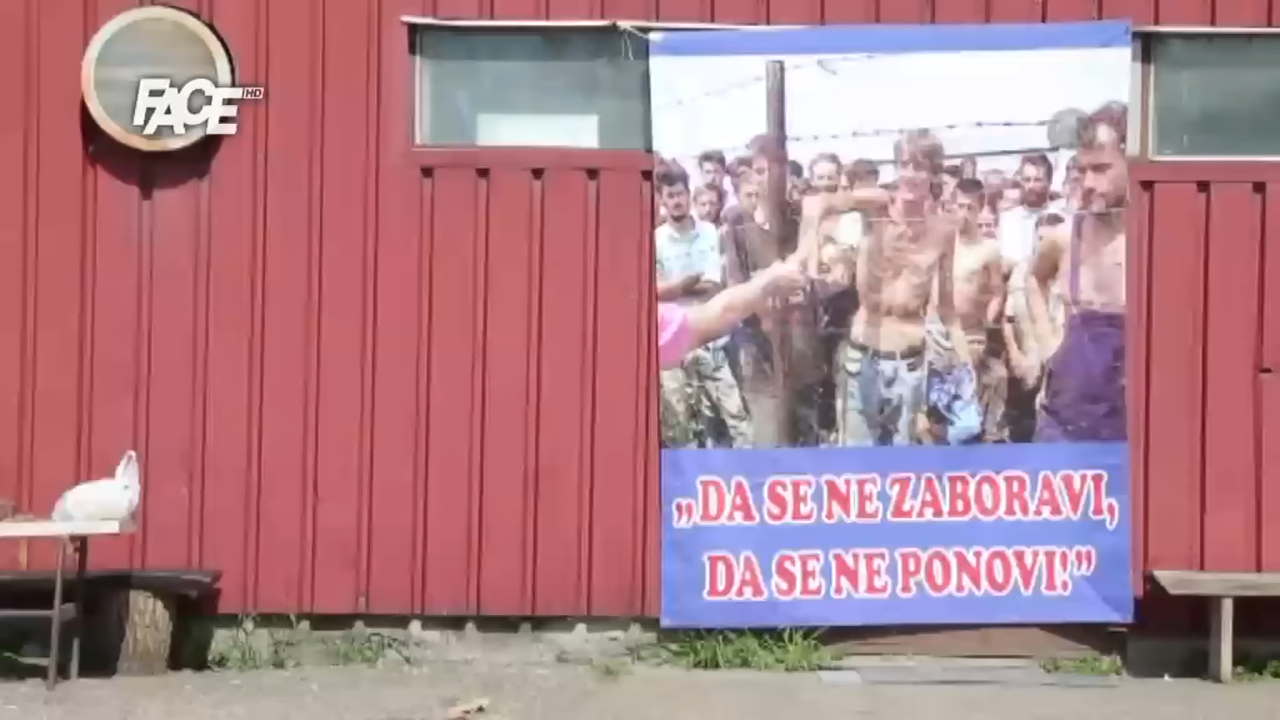 FACE HD
„DA SE NE ZABORAVI,
DA SE NE PONOVI!”